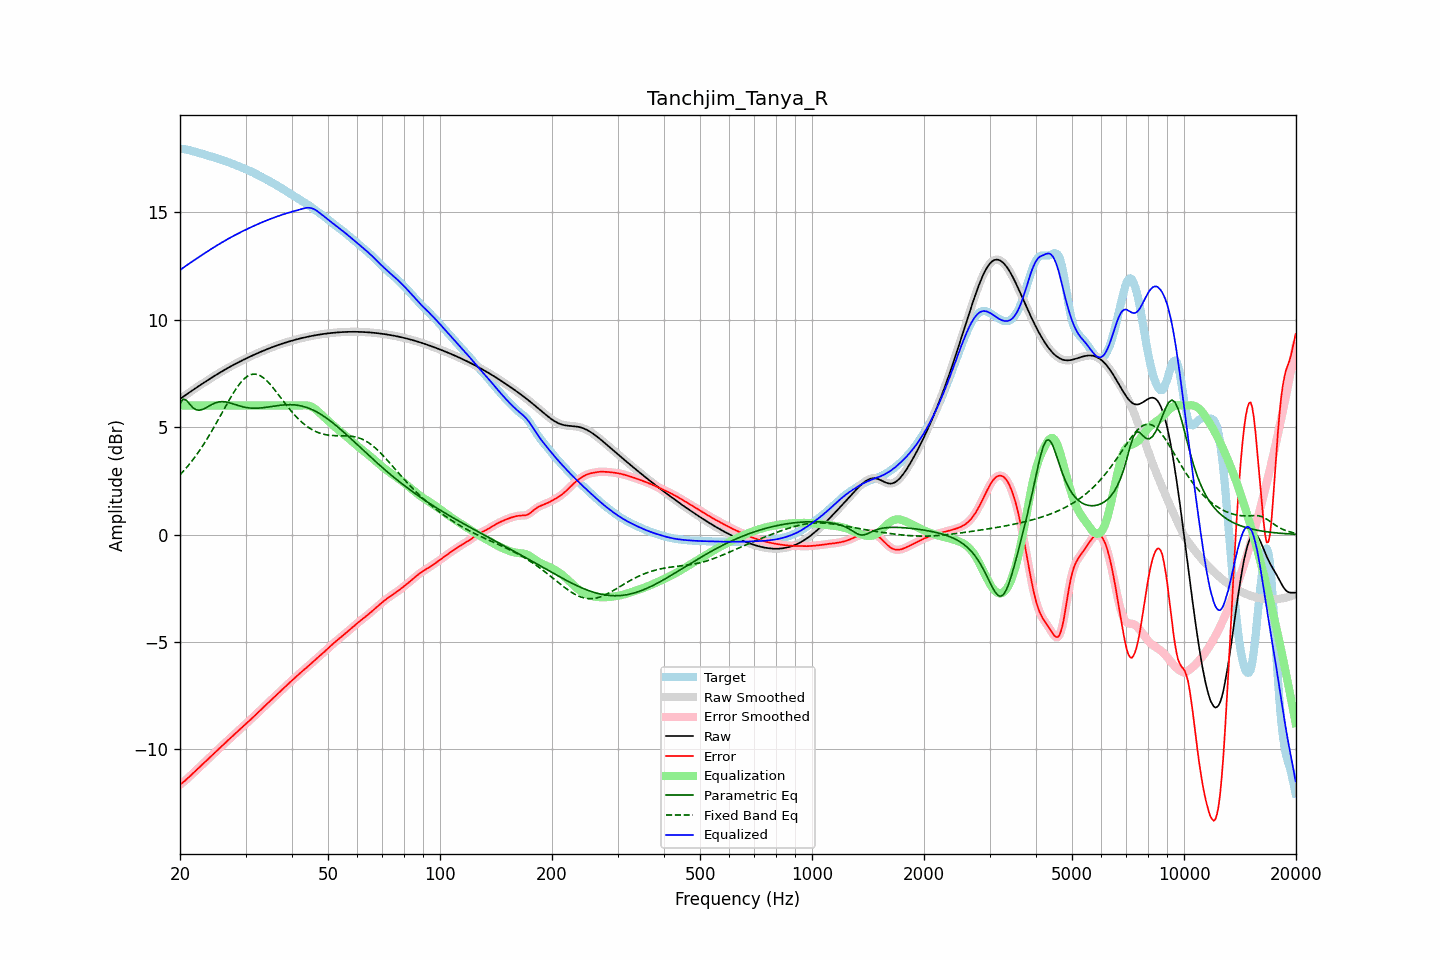 Tanchjim_Tanya_R
Amplitude (dBr)
15
10
5
0
−5
−10
20
50
100
200
500
1000
2000
5000
10000
20000
Frequency (Hz)
Target
Raw Smoothed
Error Smoothed
Raw
Error
Equalization
Parametric Eq
Fixed Band Eq
Equalized